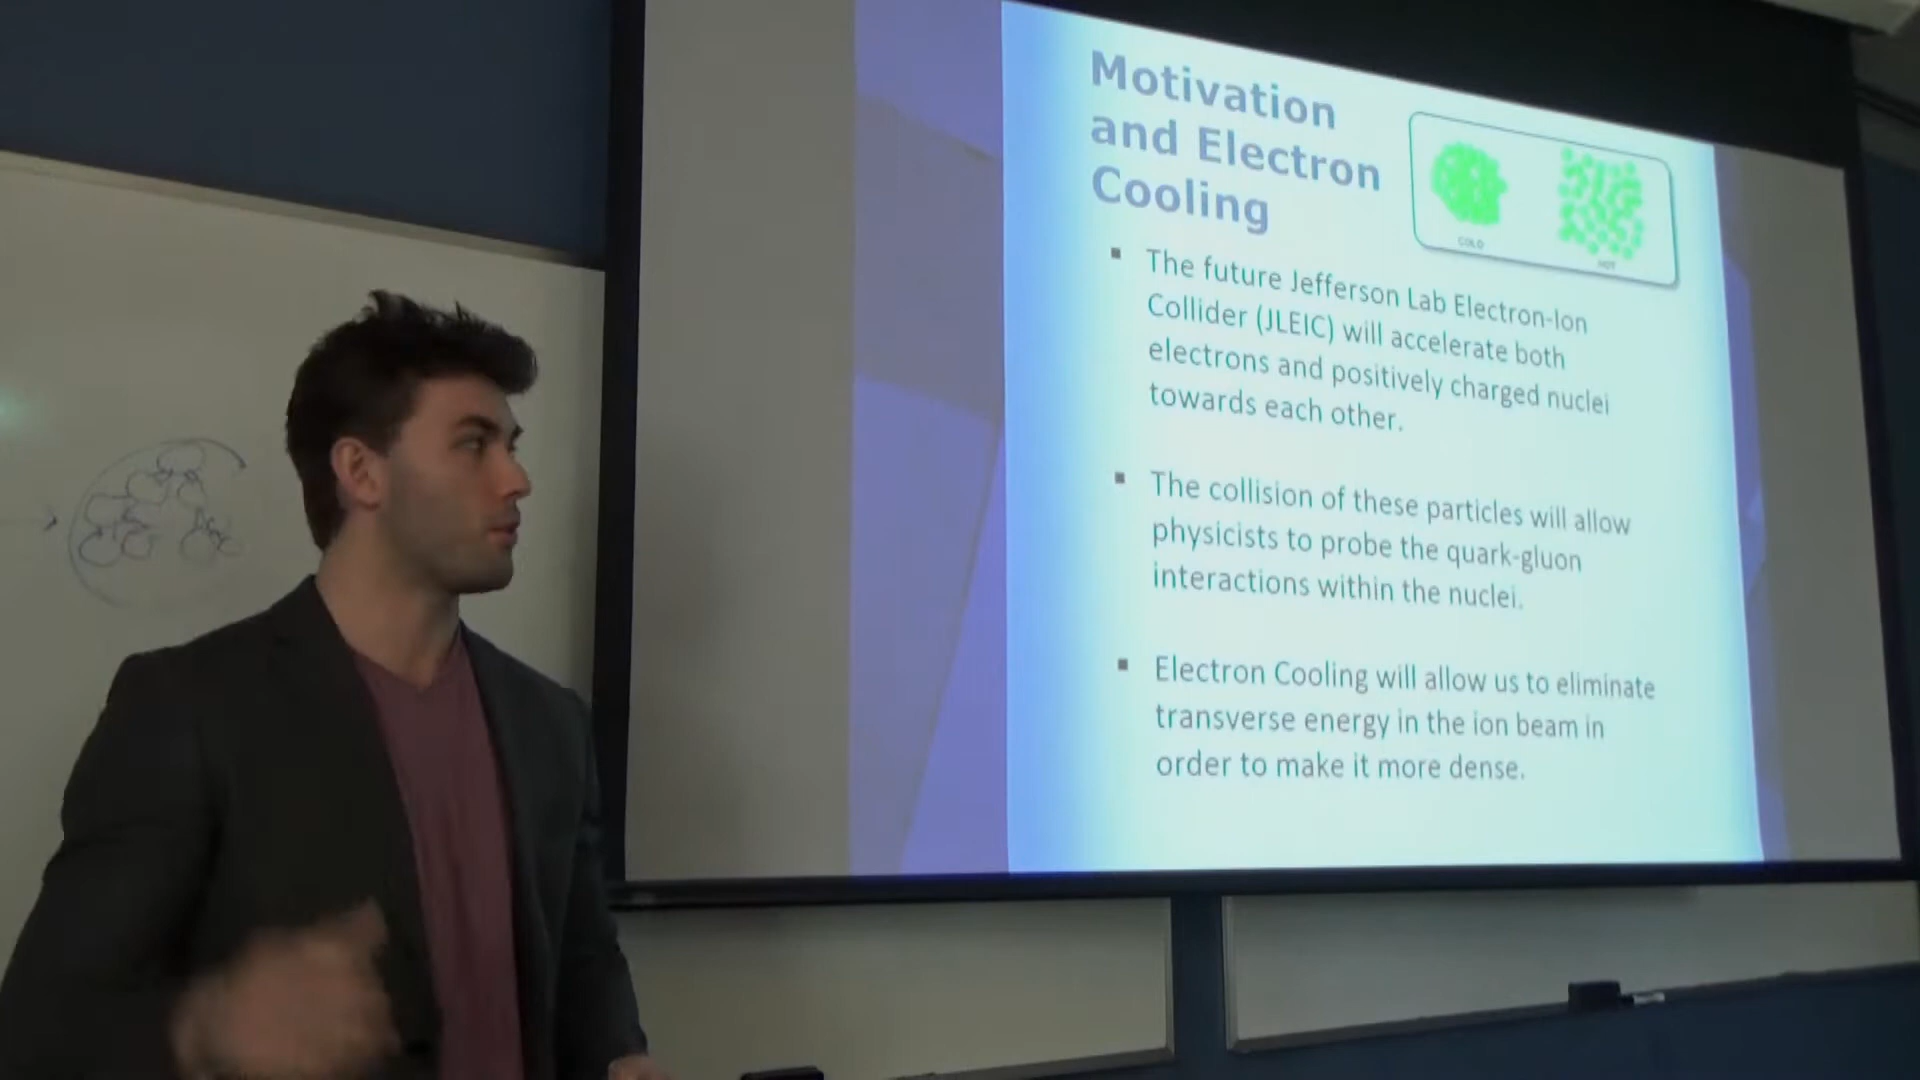 Motivation
and Electron
Cooling
COLD
HOT
▪ The future Jefferson Lab Electron-Ion
Collider (JLEIC) will accelerate both
electrons and positively charged nuclei
towards each other.
▪ The collision of these particles will allow
physicists to probe the quark-gluon
interactions within the nuclei.
▪ Electron Cooling will allow us to eliminate
transverse energy in the ion beam in
order to make it more dense.